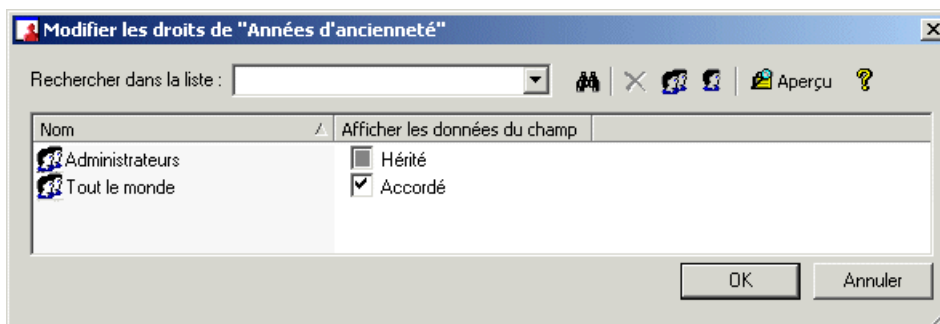 Modifier les droits de "Années d'ancienneté"
Rechercher dans la liste : Aperçu
Nom Afficher les données du champ
Administrateurs Hérité
Tout le monde Accordé
OK Annuler